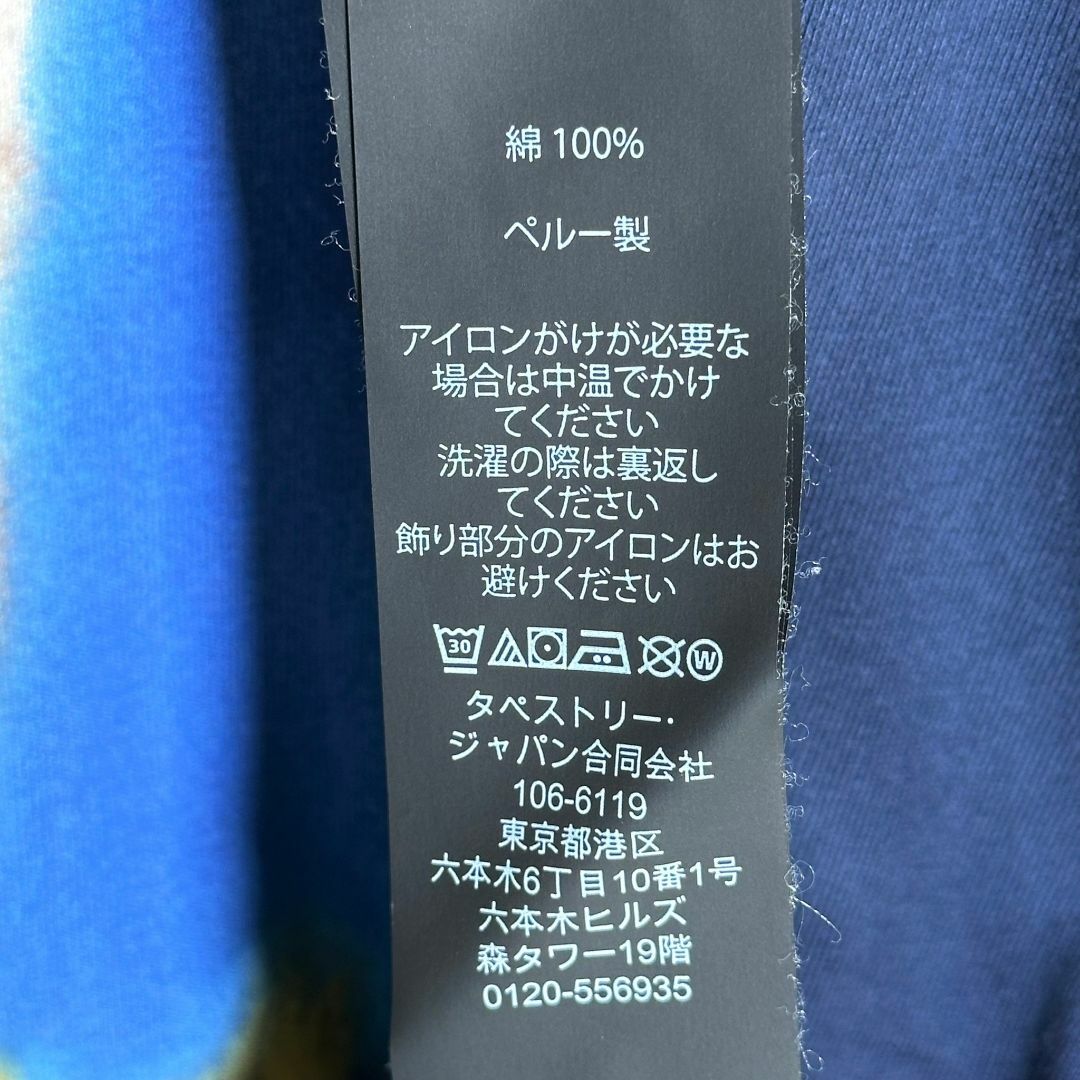 綿 100%
ペルー製
アイロンがけが必要な
場合は中温でかけ
てください
洗濯の際は裏返し
てください
飾り部分のアイロンはお
避けください
30 W
タペストリー・
ジャパン合同会社
106-6119
東京都港区
六本木6丁目10番1号
六本木ヒルズ
森タワー19階
0120-556935